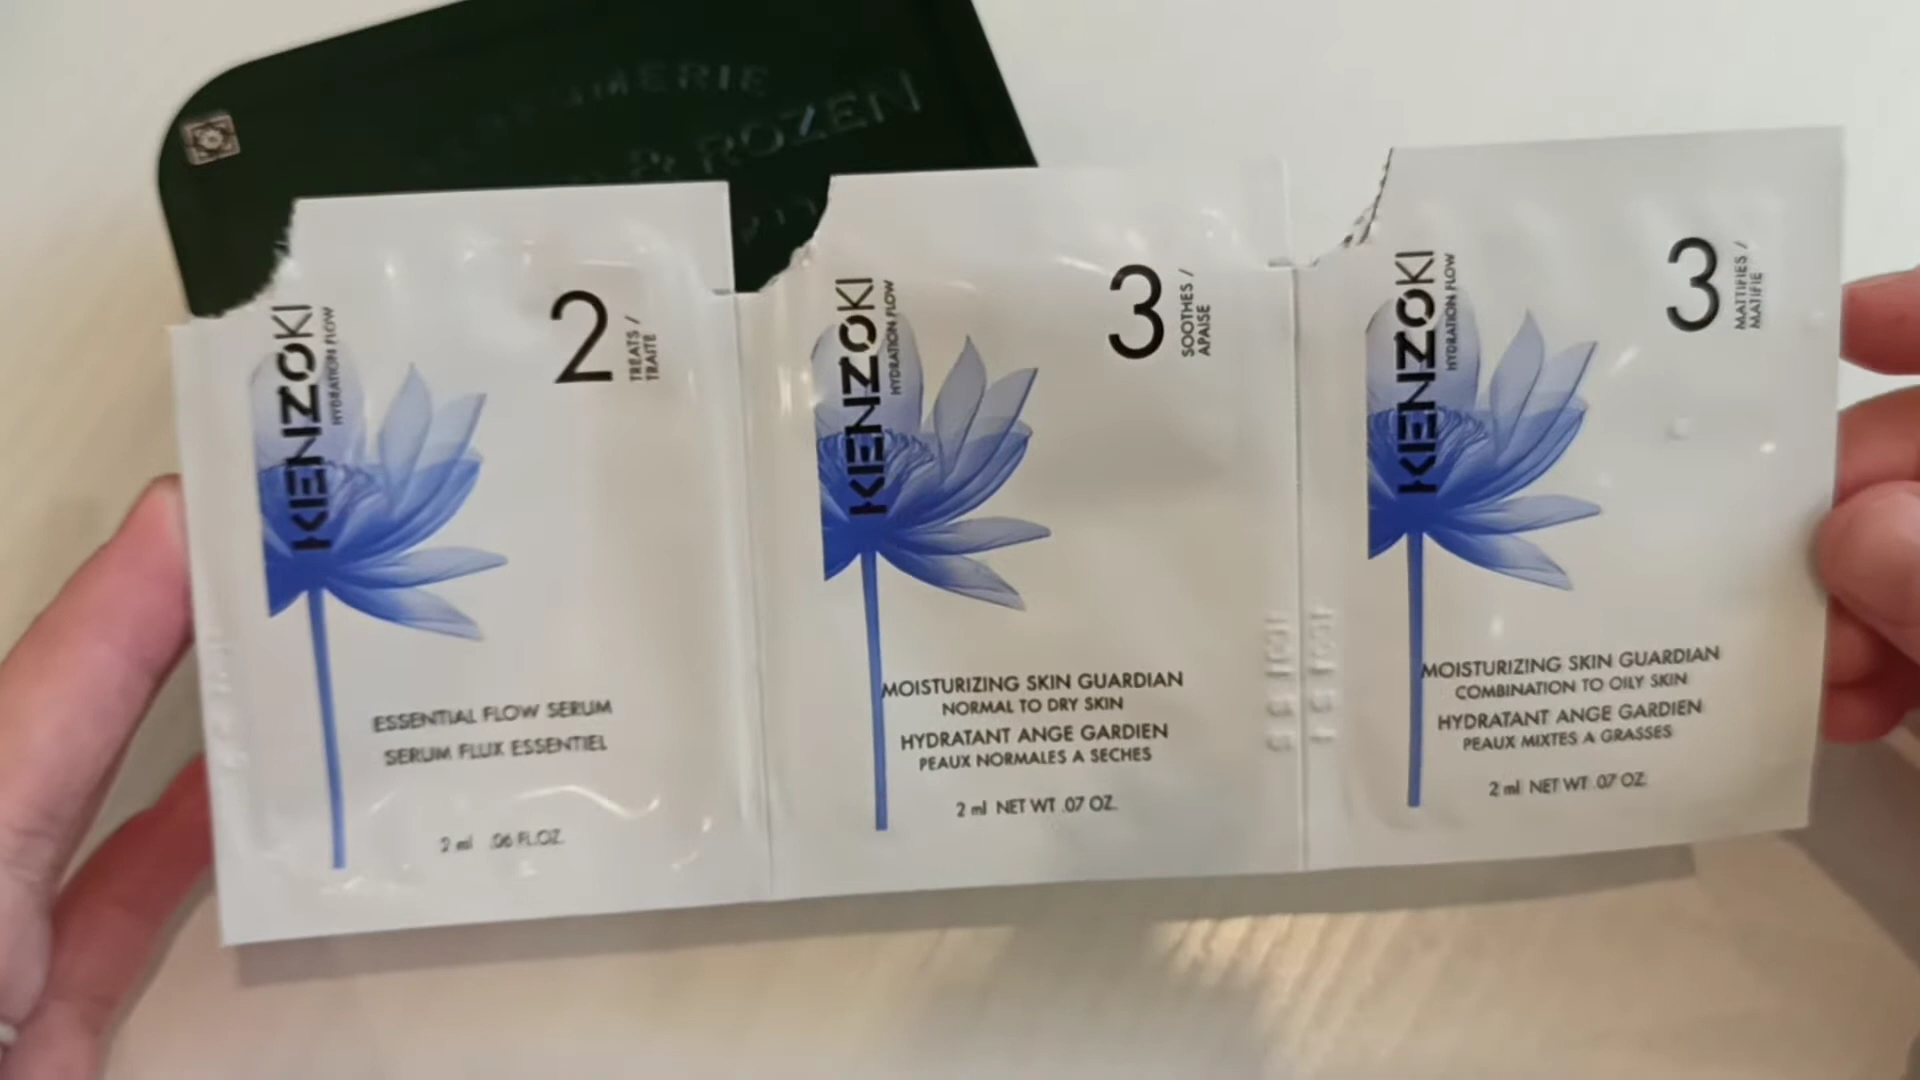 & ROZEN
KENZOKI
HYDRATION FLOW
2
TREATS /
TRAITE
ESSENTIAL FLOW SERUM
SERUM FLUX ESSENTIEL
2 ml .06 FL.OZ.
KENZOKI
HYDRATION FLOW
3
SOOTHES /
APAISE
MOISTURIZING SKIN GUARDIAN
NORMAL TO DRY SKIN
HYDRATANT ANGE GARDIEN
PEAUX NORMALES A SECHES
2 ml NET WT .07 OZ.
KENZOKI
HYDRATION FLOW
3
MATTIFIES /
MATIFIE
MOISTURIZING SKIN GUARDIAN
COMBINATION TO OILY SKIN
HYDRATANT ANGE GARDIEN
PEAUX MIXTES A GRASSES
2 ml NET WT .07 OZ.